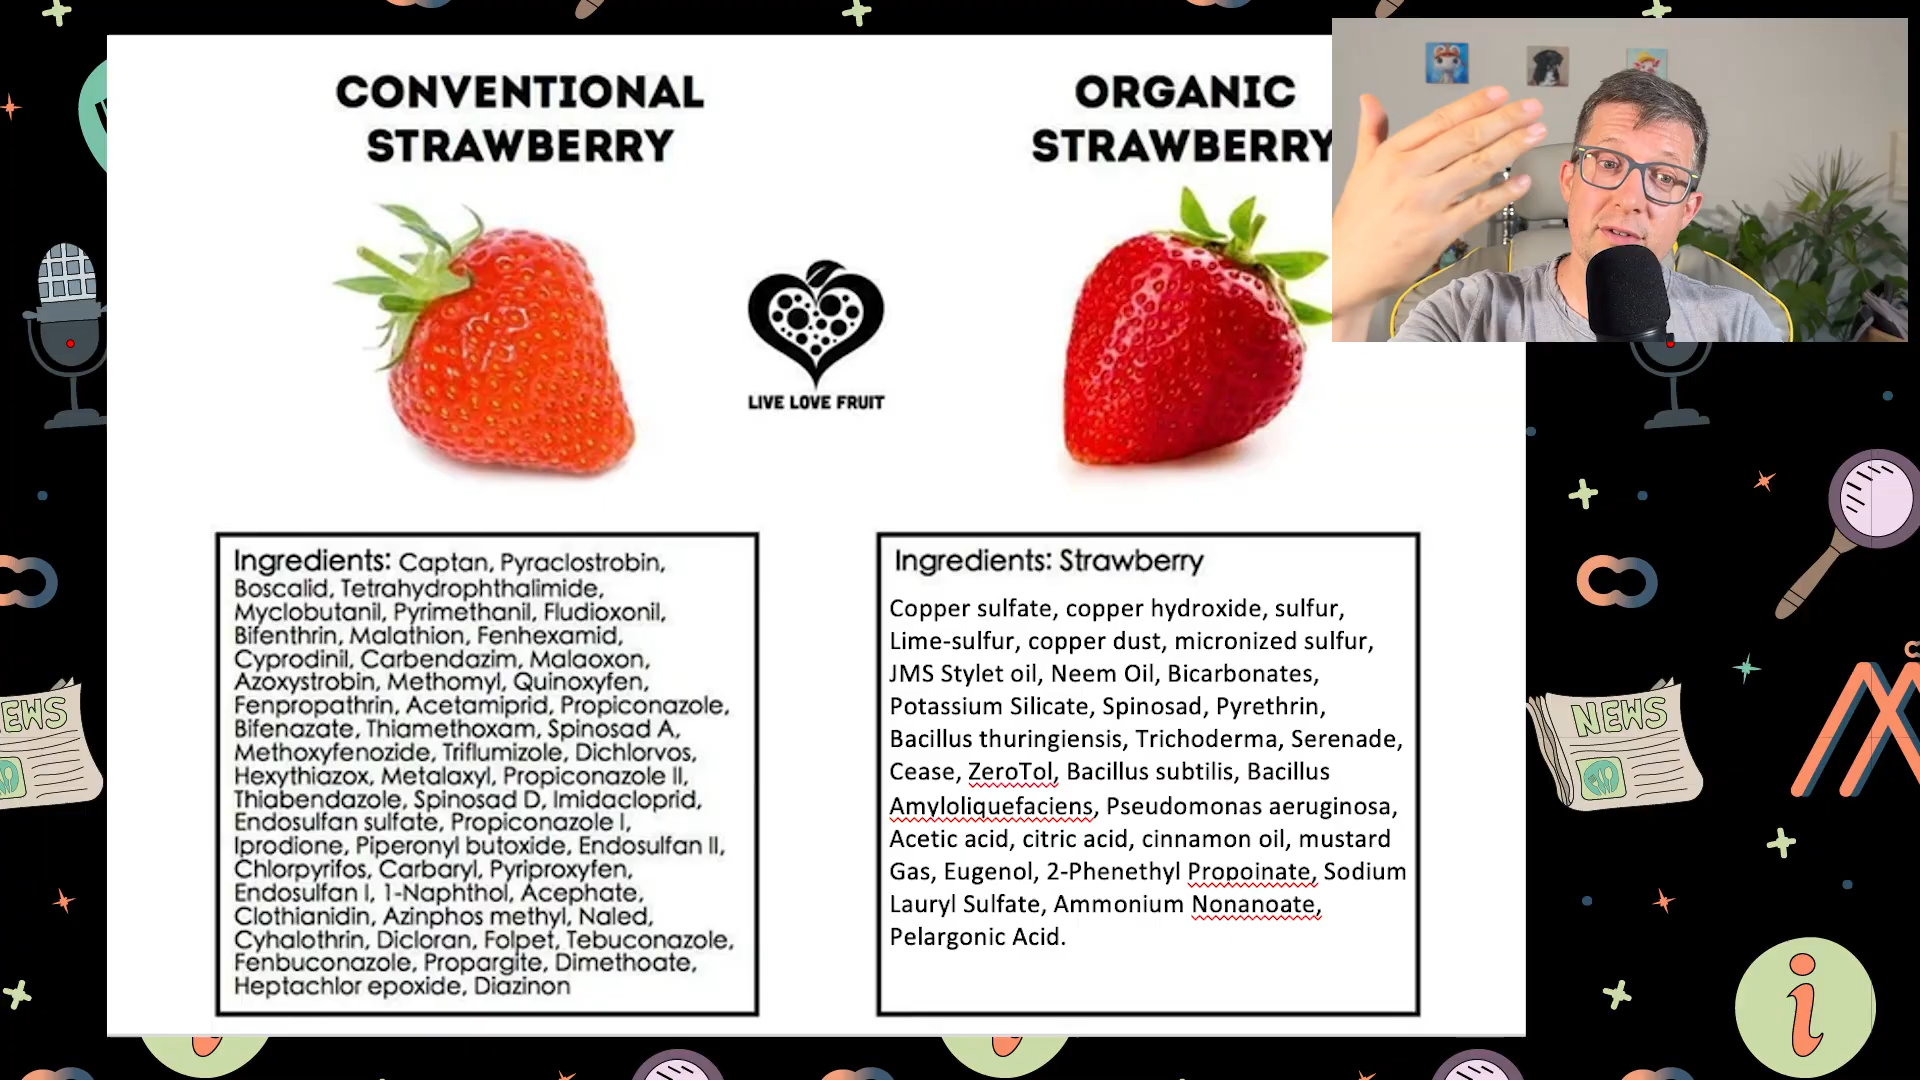 CONVENTIONAL
STRAWBERRY
ORGANIC
STRAWBERRY
LIVE LOVE FRUIT
Ingredients: Captan, Pyraclostrobin,
Boscalid, Tetrahydrophthalimide,
Myclobutanil, Pyrimethanil, Fludioxonil,
Bifenthrin, Malathion, Fenhexamid,
Cyprodinil, Carbendazim, Malaoxon,
Azoxystrobin, Methomyl, Quinoxyfen,
Fenpropathrin, Acetamiprid, Propiconazole,
Bifenazate, Thiamethoxam, Spinosad A,
Methoxyfenozide, Triflumizole, Dichlorvos,
Hexythiazox, Metalaxyl, Propiconazole II,
Thiabendazole, Spinosad D, Imidacloprid,
Endosulfan sulfate, Propiconazole I,
Iprodione, Piperonyl butoxide, Endosulfan II,
Chlorpyrifos, Carbaryl, Pyriproxyfen,
Endosulfan I, 1-Naphthol, Acephate,
Clothianidin, Azinphos methyl, Naled,
Cyhalothrin, Dicloran, Folpet, Tebuconazole,
Fenbuconazole, Propargite, Dimethoate,
Heptachlor epoxide, Diazinon
Ingredients: Strawberry
Copper sulfate, copper hydroxide, sulfur,
Lime-sulfur, copper dust, micronized sulfur,
JMS Stylet oil, Neem Oil, Bicarbonates,
Potassium Silicate, Spinosad, Pyrethrin,
Bacillus thuringiensis, Trichoderma, Serenade,
Cease, ZeroTol, Bacillus subtilis, Bacillus
Amyloliquefaciens, Pseudomonas aeruginosa,
Acetic acid, citric acid, cinnamon oil, mustard
Gas, Eugenol, 2-Phenethyl Propoinate, Sodium
Lauryl Sulfate, Ammonium Nonanoate,
Pelargonic Acid.
EWS
NEWS
i